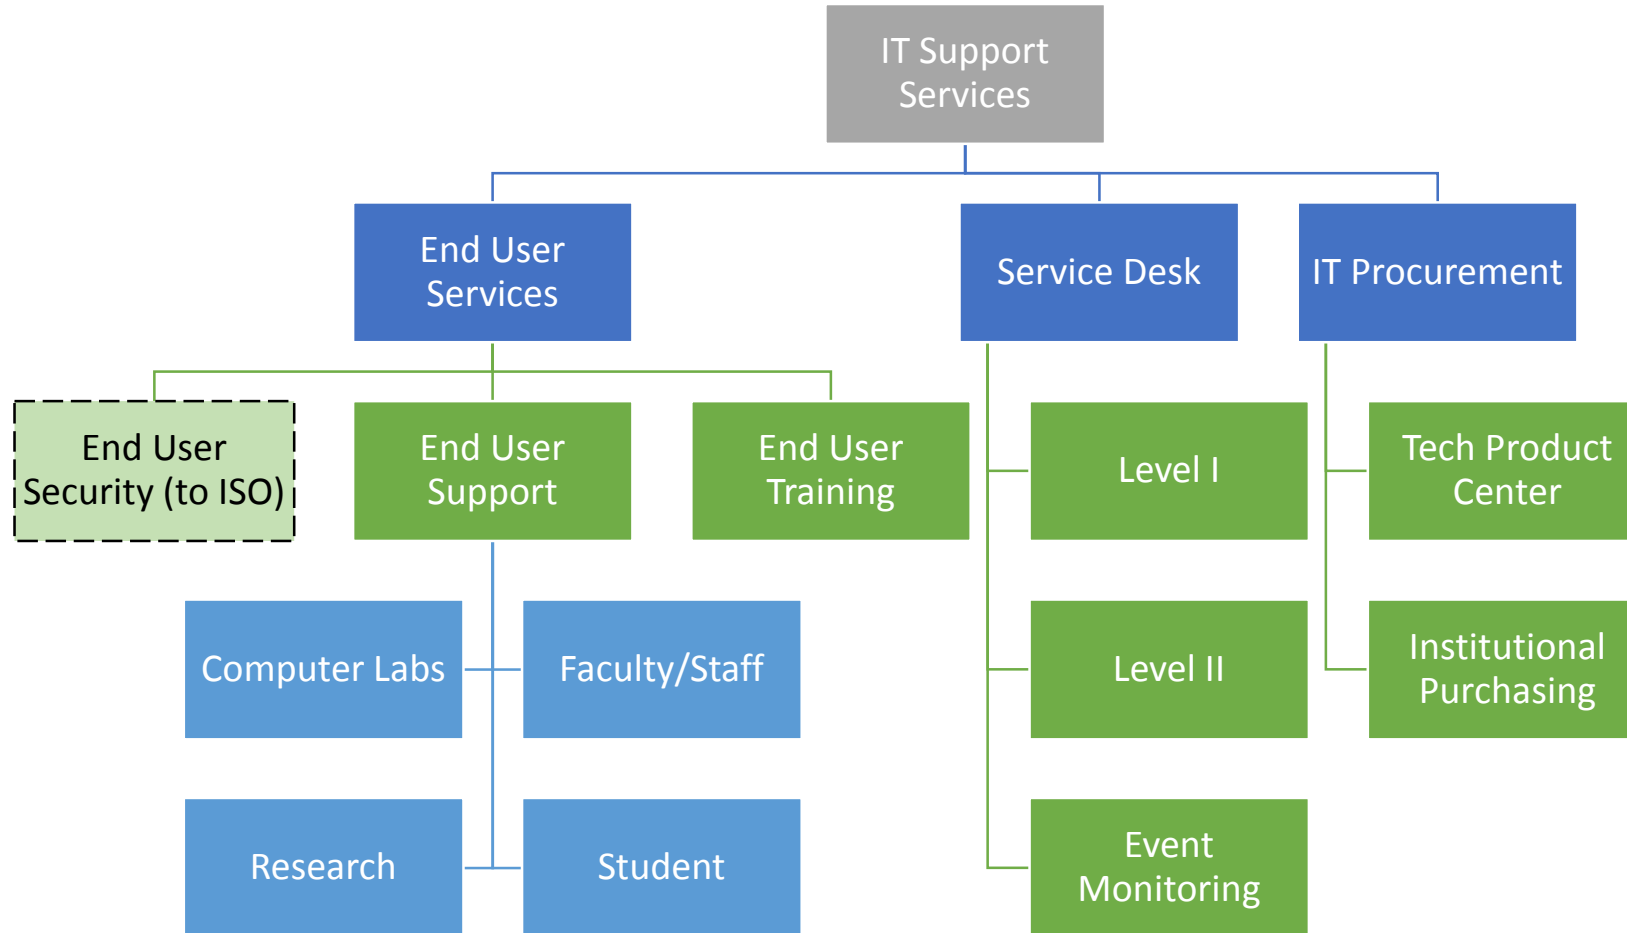 IT Support
Services
End User
Services
Service Desk
IT Procurement
End User
Security (to ISO)
End User
Support
End User
Training
Level I
Tech Product
Center
Computer Labs
Faculty/Staff
Level II
Institutional
Purchasing
Research
Student
Event
Monitoring